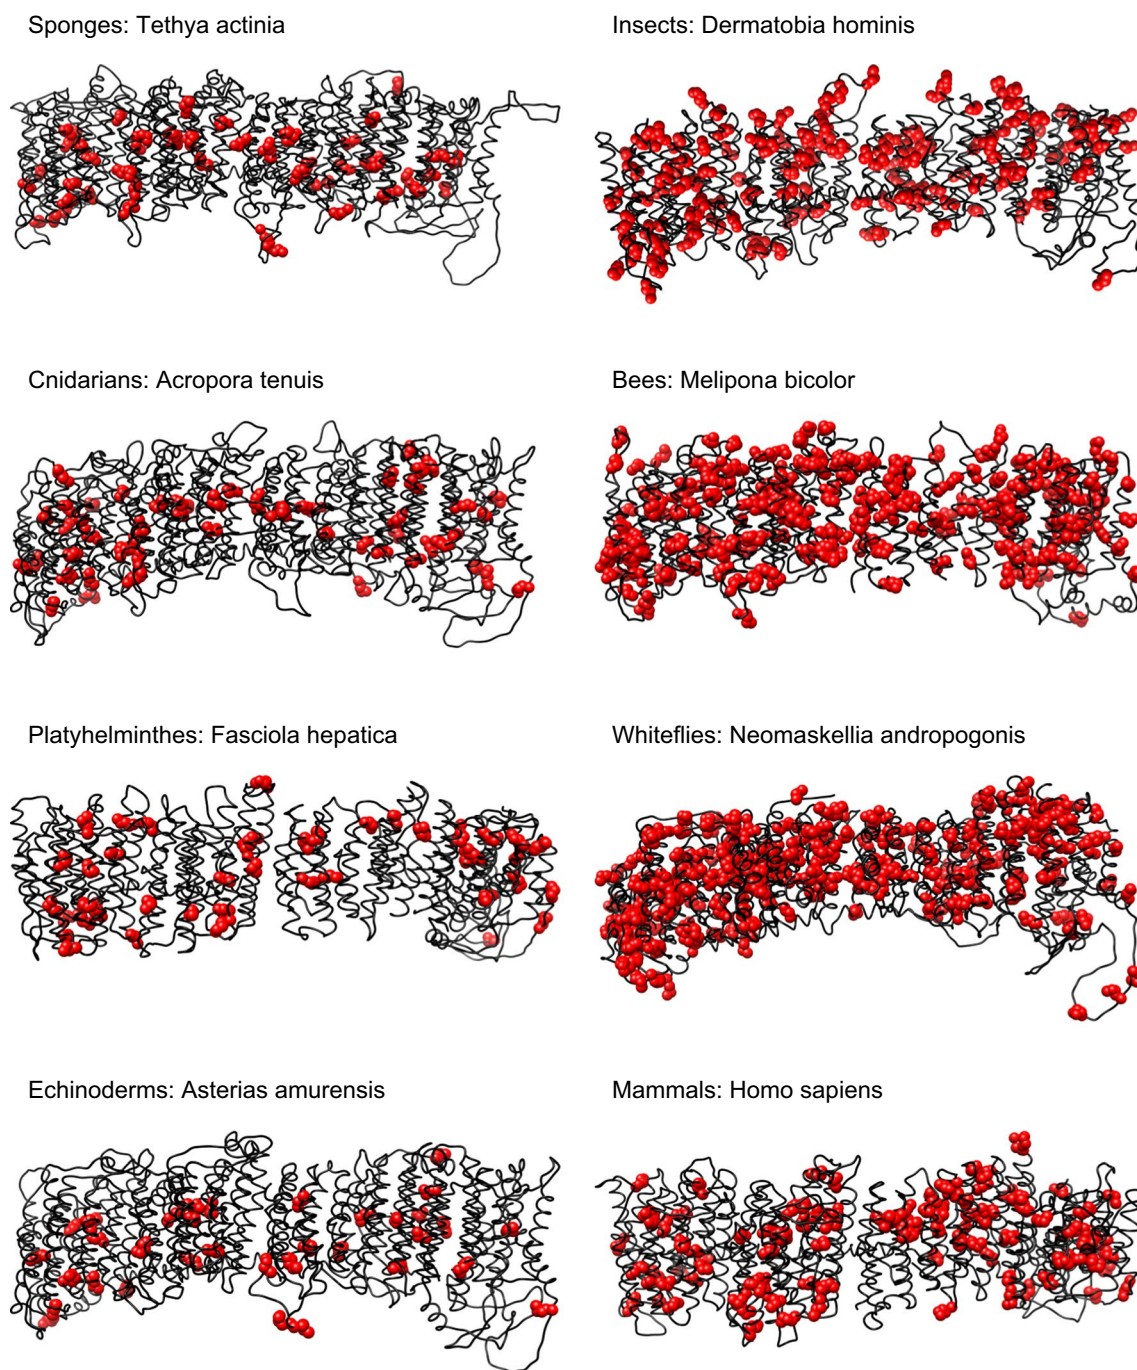 Sponges: Tethya actinia
Insects: Dermatobia hominis
Cnidarians: Acropora tenuis
Bees: Melipona bicolor
Platyhelminthes: Fasciola hepatica
Whiteflies: Neomaskellia andropogonis
Echinoderms: Asterias amurensis
Mammals: Homo sapiens